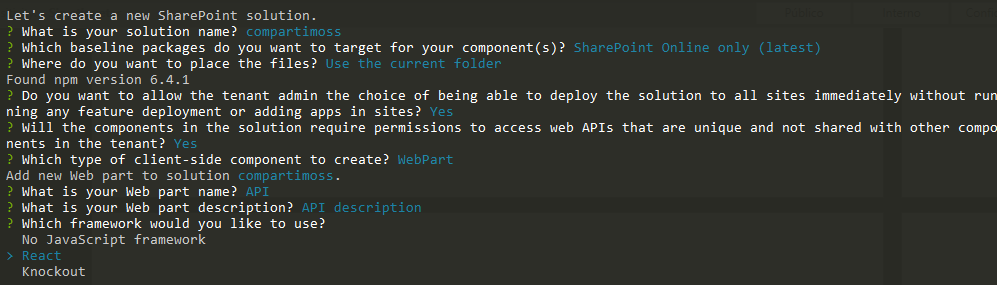 Let's create a new SharePoint solution.
? What is your solution name? compartimoss
? Which baseline packages do you want to target for your component(s)? SharePoint Online only (latest)
? Where do you want to place the files? Use the current folder
Found npm version 6.4.1
? Do you want to allow the tenant admin the choice of being able to deploy the solution to all sites immediately without run
ning any feature deployment or adding apps in sites? Yes
? Will the components in the solution require permissions to access web APIs that are unique and not shared with other compo
nents in the tenant? Yes
? Which type of client-side component to create? WebPart
Add new Web part to solution compartimoss.
? What is your Web part name? API
? What is your Web part description? API description
? Which framework would you like to use?
No JavaScript framework
> React
Knockout